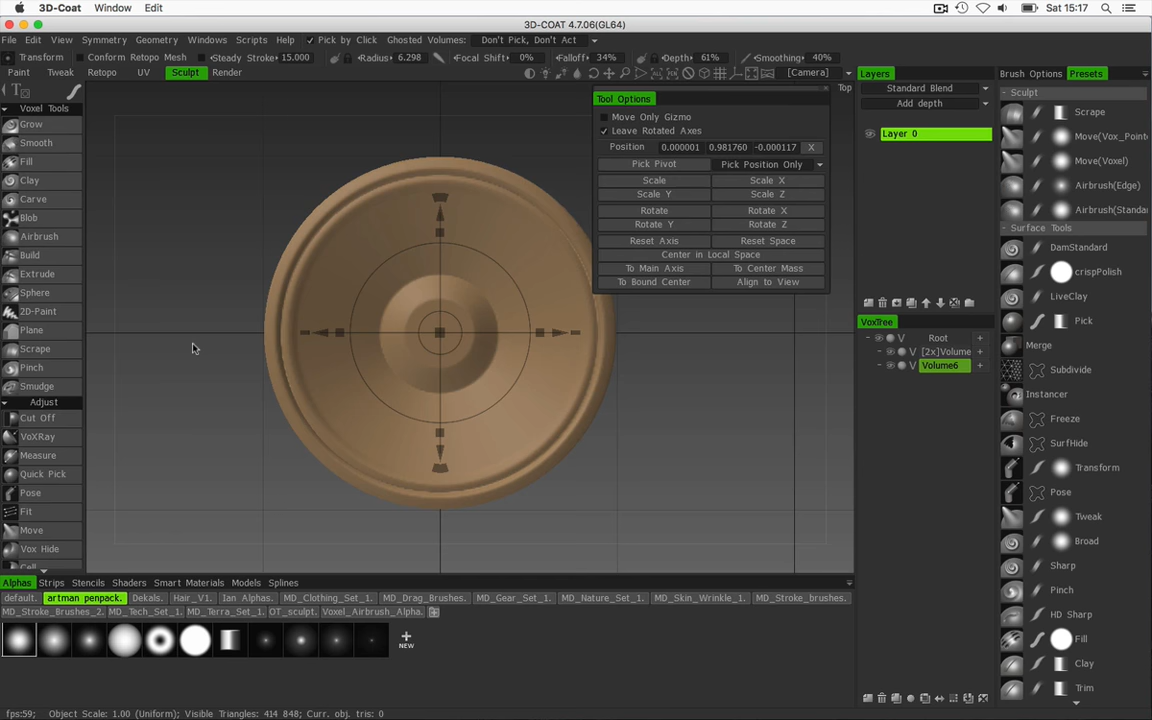 3D-Coat Window Edit Sat 15:17
3D-COAT 4.7.06(GL64)
File Edit View Symmetry Geometry Windows Scripts Help Pick by Click Ghosted Volumes: Don't Pick, Don't Act
Transform Conform Retopo Mesh Steady Stroke 15.000 Radius 6.298 Focal Shift 0% Falloff 34% Depth 61% Smoothing 40%
Paint Tweak Retopo UV Sculpt Render [Camera]
Top
Voxel Tools
Grow
Smooth
Fill
Clay
Carve
Blob
Airbrush
Build
Extrude
Sphere
2D-Paint
Plane
Scrape
Pinch
Smudge
Adjust
Cut Off
VoXRay
Measure
Quick Pick
Pose
Fit
Move
Vox Hide
Cell
Tool Options
Move Only Gizmo
Leave Rotated Axes
Position 0.000001 0.981760 -0.000117 X
Pick Pivot Pick Position Only
Scale Scale X
Scale Y Scale Z
Rotate Rotate X
Rotate Y Rotate Z
Reset Axis Reset Space
Center in Local Space
To Main Axis To Center Mass
To Bound Center Align to View
Layers
Standard Blend
Add depth
Layer 0
VoxTree
Root +
V [2x]Volume +
V Volume6 +
Brush Options Presets
Sculpt
Scrape
Move(Vox_Point
Move(Voxel)
Airbrush(Edge)
Airbrush(Standa
Surface Tools
DamStandard
crispPolish
LiveClay
Pick
Merge
Subdivide
Instancer
Freeze
SurfHide
Transform
Pose
Tweak
Broad
Sharp
Pinch
HD Sharp
Fill
Clay
Trim
Alphas Strips Stencils Shaders Smart Materials Models Splines
default. artman penpack. Dekals. Hair_V1. Ian Alphas. MD_Clothing_Set_1. MD_Drag_Brushes. MD_Gear_Set_1. MD_Nature_Set_1. MD_Skin_Wrinkle_1. MD_Stroke_brushes.
MD_Stroke_Brushes_2. MD_Tech_Set_1. MD_Terra_Set_1. OT_sculpt. Voxel_Airbrush_Alpha.
+
NEW
fps:59; Object Scale: 1.00 (Uniform); Visible Triangles: 414 848; Curr. obj. tris: 0